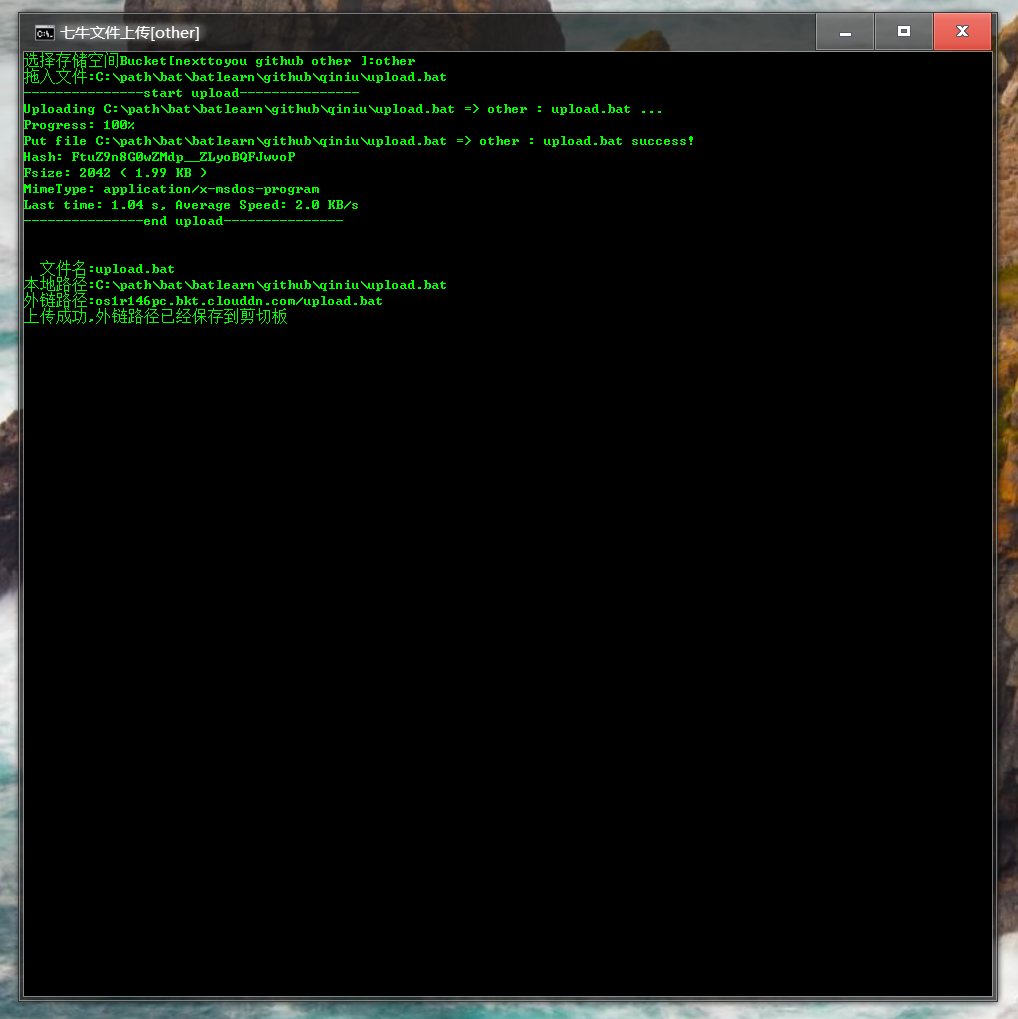 七牛文件上传[other]
选择存储空间Bucket[nexttoyou github other ]:other
拖入文件:C:\path\bat\batlearn\github\qiniu\upload.bat
---------------start upload---------------
Uploading C:\path\bat\batlearn\github\qiniu\upload.bat => other : upload.bat ...
Progress: 100%
Put file C:\path\bat\batlearn\github\qiniu\upload.bat => other : upload.bat success!
Hash: FtuZ9n8G0wZMdp__ZLyoBQFJwvoP
Fsize: 2042 ( 1.99 KB )
MimeType: application/x-msdos-program
Last time: 1.04 s, Average Speed: 2.0 KB/s
---------------end upload---------------
文件名:upload.bat
本地路径:C:\path\bat\batlearn\github\qiniu\upload.bat
外链路径:os1r146pc.bkt.clouddn.com/upload.bat
上传成功,外链路径已经保存到剪切板